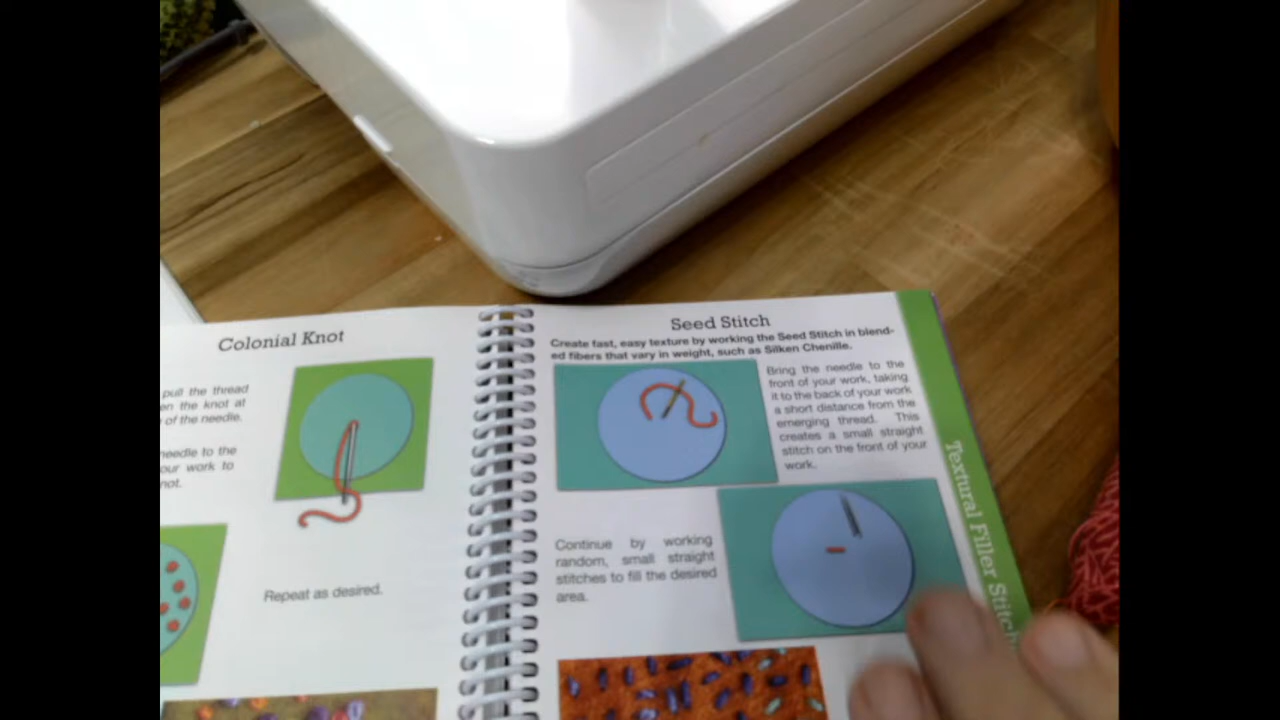 Colonial Knot
pull the thread
the knot at
of the needle.
needle to the
our work to
Repeat as desired.
Seed Stitch
Create fast, easy texture by working the Seed Stitch in blend-
ed fibers that vary in weight, such as Silken Chenille.
Bring the needle to the
front of your work, taking
it to the back of your work
a short distance from the
emerging thread. This
creates a small straight
stitch on the front of your
work.
Continue by working
random, small straight
stitches to fill the desired
area.
Textural Filler Stitch